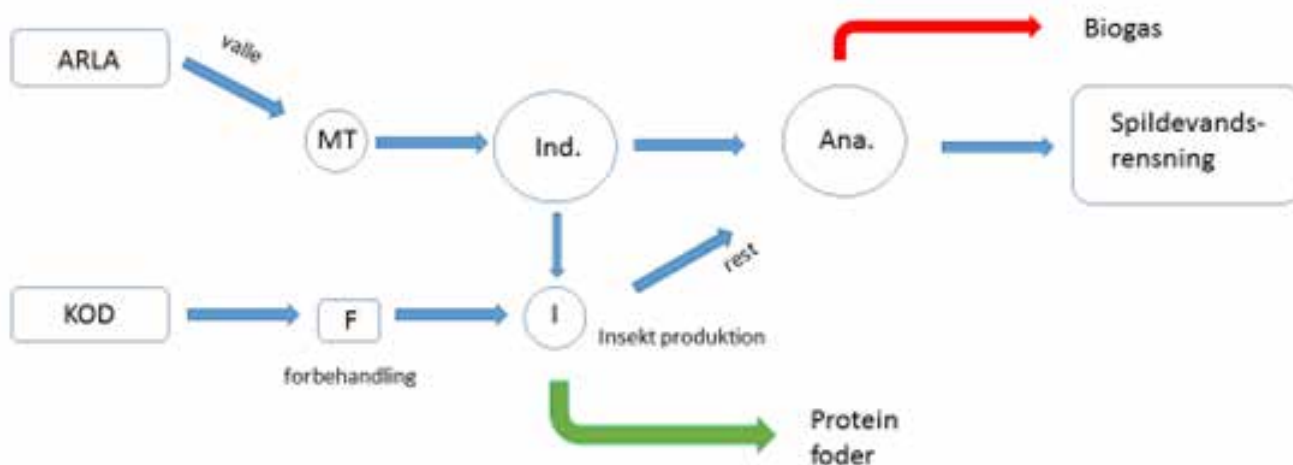 ARLA
valle
MT
Ind.
Ana.
Biogas
Spildevands-
rensning
KOD
F
forbehandling
I
Insekt produktion
rest
Protein
foder